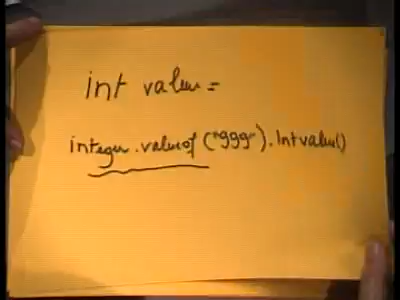 int value =
integer.valueof ("999").Intvalue()